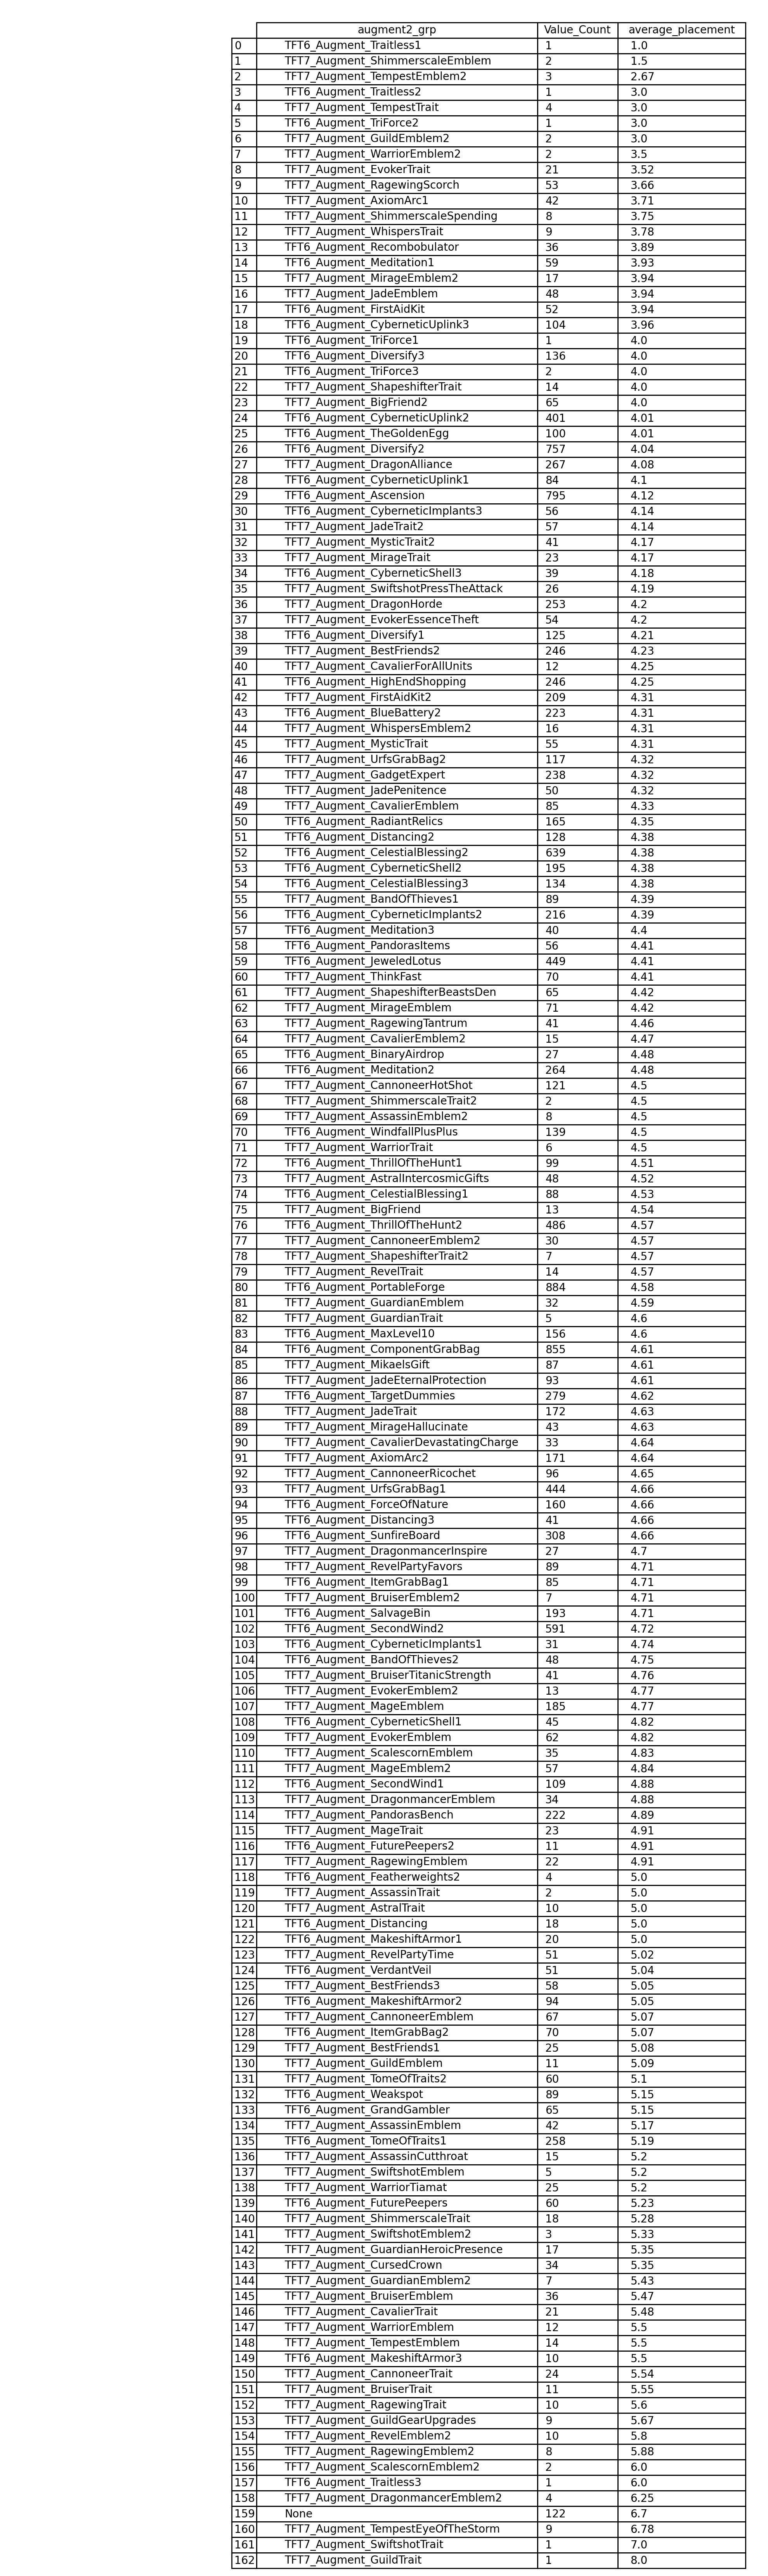 augment2_grp Value_Count average_placement
0 TFT6_Augment_Traitless1 1 1.0
1 TFT7_Augment_ShimmerscaleEmblem 2 1.5
2 TFT7_Augment_TempestEmblem2 3 2.67
3 TFT6_Augment_Traitless2 1 3.0
4 TFT7_Augment_TempestTrait 4 3.0
5 TFT6_Augment_TriForce2 1 3.0
6 TFT7_Augment_GuildEmblem2 2 3.0
7 TFT7_Augment_WarriorEmblem2 2 3.5
8 TFT7_Augment_EvokerTrait 21 3.52
9 TFT7_Augment_RagewingScorch 53 3.66
10 TFT7_Augment_AxiomArc1 42 3.71
11 TFT7_Augment_ShimmerscaleSpending 8 3.75
12 TFT7_Augment_WhispersTrait 9 3.78
13 TFT6_Augment_Recombobulator 36 3.89
14 TFT6_Augment_Meditation1 59 3.93
15 TFT7_Augment_MirageEmblem2 17 3.94
16 TFT7_Augment_JadeEmblem 48 3.94
17 TFT6_Augment_FirstAidKit 52 3.94
18 TFT6_Augment_CyberneticUplink3 104 3.96
19 TFT6_Augment_TriForce1 1 4.0
20 TFT6_Augment_Diversify3 136 4.0
21 TFT6_Augment_TriForce3 2 4.0
22 TFT7_Augment_ShapeshifterTrait 14 4.0
23 TFT7_Augment_BigFriend2 65 4.0
24 TFT6_Augment_CyberneticUplink2 401 4.01
25 TFT6_Augment_TheGoldenEgg 100 4.01
26 TFT6_Augment_Diversify2 757 4.04
27 TFT7_Augment_DragonAlliance 267 4.08
28 TFT6_Augment_CyberneticUplink1 84 4.1
29 TFT6_Augment_Ascension 795 4.12
30 TFT6_Augment_CyberneticImplants3 56 4.14
31 TFT7_Augment_JadeTrait2 57 4.14
32 TFT7_Augment_MysticTrait2 41 4.17
33 TFT7_Augment_MirageTrait 23 4.17
34 TFT6_Augment_CyberneticShell3 39 4.18
35 TFT7_Augment_SwiftshotPressTheAttack 26 4.19
36 TFT7_Augment_DragonHorde 253 4.2
37 TFT7_Augment_EvokerEssenceTheft 54 4.2
38 TFT6_Augment_Diversify1 125 4.21
39 TFT7_Augment_BestFriends2 246 4.23
40 TFT7_Augment_CavalierForAllUnits 12 4.25
41 TFT6_Augment_HighEndShopping 246 4.25
42 TFT7_Augment_FirstAidKit2 209 4.31
43 TFT6_Augment_BlueBattery2 223 4.31
44 TFT7_Augment_WhispersEmblem2 16 4.31
45 TFT7_Augment_MysticTrait 55 4.31
46 TFT7_Augment_UrfsGrabBag2 117 4.32
47 TFT7_Augment_GadgetExpert 238 4.32
48 TFT7_Augment_JadePenitence 50 4.32
49 TFT7_Augment_CavalierEmblem 85 4.33
50 TFT6_Augment_RadiantRelics 165 4.35
51 TFT6_Augment_Distancing2 128 4.38
52 TFT6_Augment_CelestialBlessing2 639 4.38
53 TFT6_Augment_CyberneticShell2 195 4.38
54 TFT6_Augment_CelestialBlessing3 134 4.38
55 TFT7_Augment_BandOfThieves1 89 4.39
56 TFT6_Augment_CyberneticImplants2 216 4.39
57 TFT6_Augment_Meditation3 40 4.4
58 TFT6_Augment_PandorasItems 56 4.41
59 TFT6_Augment_JeweledLotus 449 4.41
60 TFT7_Augment_ThinkFast 70 4.41
61 TFT7_Augment_ShapeshifterBeastsDen 65 4.42
62 TFT7_Augment_MirageEmblem 71 4.42
63 TFT7_Augment_RagewingTantrum 41 4.46
64 TFT7_Augment_CavalierEmblem2 15 4.47
65 TFT6_Augment_BinaryAirdrop 27 4.48
66 TFT6_Augment_Meditation2 264 4.48
67 TFT7_Augment_CannoneerHotShot 121 4.5
68 TFT7_Augment_ShimmerscaleTrait2 2 4.5
69 TFT7_Augment_AssassinEmblem2 8 4.5
70 TFT6_Augment_WindfallPlusPlus 139 4.5
71 TFT7_Augment_WarriorTrait 6 4.5
72 TFT6_Augment_ThrillOfTheHunt1 99 4.51
73 TFT7_Augment_AstralIntercosmicGifts 48 4.52
74 TFT6_Augment_CelestialBlessing1 88 4.53
75 TFT7_Augment_BigFriend 13 4.54
76 TFT6_Augment_ThrillOfTheHunt2 486 4.57
77 TFT7_Augment_CannoneerEmblem2 30 4.57
78 TFT7_Augment_ShapeshifterTrait2 7 4.57
79 TFT7_Augment_RevelTrait 14 4.57
80 TFT6_Augment_PortableForge 884 4.58
81 TFT7_Augment_GuardianEmblem 32 4.59
82 TFT7_Augment_GuardianTrait 5 4.6
83 TFT6_Augment_MaxLevel10 156 4.6
84 TFT6_Augment_ComponentGrabBag 855 4.61
85 TFT7_Augment_MikaelsGift 87 4.61
86 TFT7_Augment_JadeEternalProtection 93 4.61
87 TFT6_Augment_TargetDummies 279 4.62
88 TFT7_Augment_JadeTrait 172 4.63
89 TFT7_Augment_MirageHallucinate 43 4.63
90 TFT7_Augment_CavalierDevastatingCharge 33 4.64
91 TFT7_Augment_AxiomArc2 171 4.64
92 TFT7_Augment_CannoneerRicochet 96 4.65
93 TFT7_Augment_UrfsGrabBag1 444 4.66
94 TFT6_Augment_ForceOfNature 160 4.66
95 TFT6_Augment_Distancing3 41 4.66
96 TFT6_Augment_SunfireBoard 308 4.66
97 TFT7_Augment_DragonmancerInspire 27 4.7
98 TFT7_Augment_RevelPartyFavors 89 4.71
99 TFT6_Augment_ItemGrabBag1 85 4.71
100 TFT7_Augment_BruiserEmblem2 7 4.71
101 TFT6_Augment_SalvageBin 193 4.71
102 TFT6_Augment_SecondWind2 591 4.72
103 TFT6_Augment_CyberneticImplants1 31 4.74
104 TFT6_Augment_BandOfThieves2 48 4.75
105 TFT7_Augment_BruiserTitanicStrength 41 4.76
106 TFT7_Augment_EvokerEmblem2 13 4.77
107 TFT7_Augment_MageEmblem 185 4.77
108 TFT6_Augment_CyberneticShell1 45 4.82
109 TFT7_Augment_EvokerEmblem 62 4.82
110 TFT7_Augment_ScalescornEmblem 35 4.83
111 TFT7_Augment_MageEmblem2 57 4.84
112 TFT6_Augment_SecondWind1 109 4.88
113 TFT7_Augment_DragonmancerEmblem 34 4.88
114 TFT7_Augment_PandorasBench 222 4.89
115 TFT7_Augment_MageTrait 23 4.91
116 TFT6_Augment_FuturePeepers2 11 4.91
117 TFT7_Augment_RagewingEmblem 22 4.91
118 TFT6_Augment_Featherweights2 4 5.0
119 TFT7_Augment_AssassinTrait 2 5.0
120 TFT7_Augment_AstralTrait 10 5.0
121 TFT6_Augment_Distancing 18 5.0
122 TFT6_Augment_MakeshiftArmor1 20 5.0
123 TFT7_Augment_RevelPartyTime 51 5.02
124 TFT6_Augment_VerdantVeil 51 5.04
125 TFT7_Augment_BestFriends3 58 5.05
126 TFT6_Augment_MakeshiftArmor2 94 5.05
127 TFT7_Augment_CannoneerEmblem 67 5.07
128 TFT6_Augment_ItemGrabBag2 70 5.07
129 TFT7_Augment_BestFriends1 25 5.08
130 TFT7_Augment_GuildEmblem 11 5.09
131 TFT7_Augment_TomeOfTraits2 60 5.1
132 TFT6_Augment_Weakspot 89 5.15
133 TFT6_Augment_GrandGambler 65 5.15
134 TFT7_Augment_AssassinEmblem 42 5.17
135 TFT6_Augment_TomeOfTraits1 258 5.19
136 TFT7_Augment_AssassinCutthroat 15 5.2
137 TFT7_Augment_SwiftshotEmblem 5 5.2
138 TFT7_Augment_WarriorTiamat 25 5.2
139 TFT6_Augment_FuturePeepers 60 5.23
140 TFT7_Augment_ShimmerscaleTrait 18 5.28
141 TFT7_Augment_SwiftshotEmblem2 3 5.33
142 TFT7_Augment_GuardianHeroicPresence 17 5.35
143 TFT7_Augment_CursedCrown 34 5.35
144 TFT7_Augment_GuardianEmblem2 7 5.43
145 TFT7_Augment_BruiserEmblem 36 5.47
146 TFT7_Augment_CavalierTrait 21 5.48
147 TFT7_Augment_WarriorEmblem 12 5.5
148 TFT7_Augment_TempestEmblem 14 5.5
149 TFT6_Augment_MakeshiftArmor3 10 5.5
150 TFT7_Augment_CannoneerTrait 24 5.54
151 TFT7_Augment_BruiserTrait 11 5.55
152 TFT7_Augment_RagewingTrait 10 5.6
153 TFT7_Augment_GuildGearUpgrades 9 5.67
154 TFT7_Augment_RevelEmblem2 10 5.8
155 TFT7_Augment_RagewingEmblem2 8 5.88
156 TFT7_Augment_ScalescornEmblem2 2 6.0
157 TFT6_Augment_Traitless3 1 6.0
158 TFT7_Augment_DragonmancerEmblem2 4 6.25
159 None 122 6.7
160 TFT7_Augment_TempestEyeOfTheStorm 9 6.78
161 TFT7_Augment_SwiftshotTrait 1 7.0
162 TFT7_Augment_GuildTrait 1 8.0